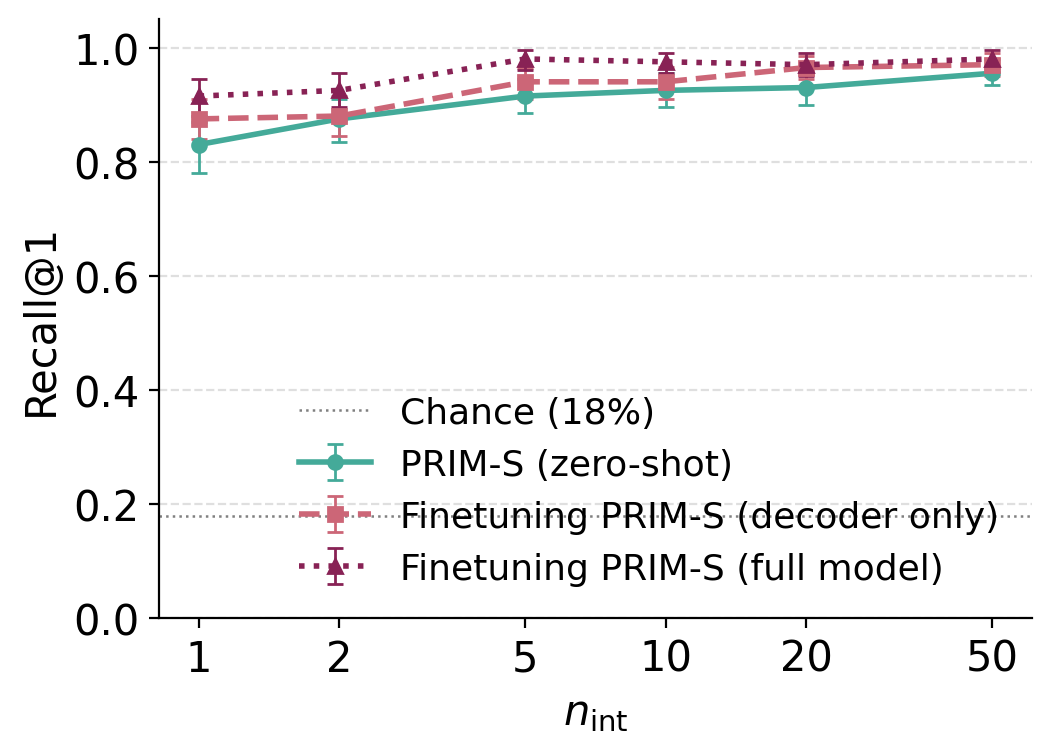 1.0
0.8
0.6
0.4
0.2
0.0
Recall@1
Chance (18%)
PRIM-S (zero-shot)
Finetuning PRIM-S (decoder only)
Finetuning PRIM-S (full model)
1 2 5 10 20 50
n_int